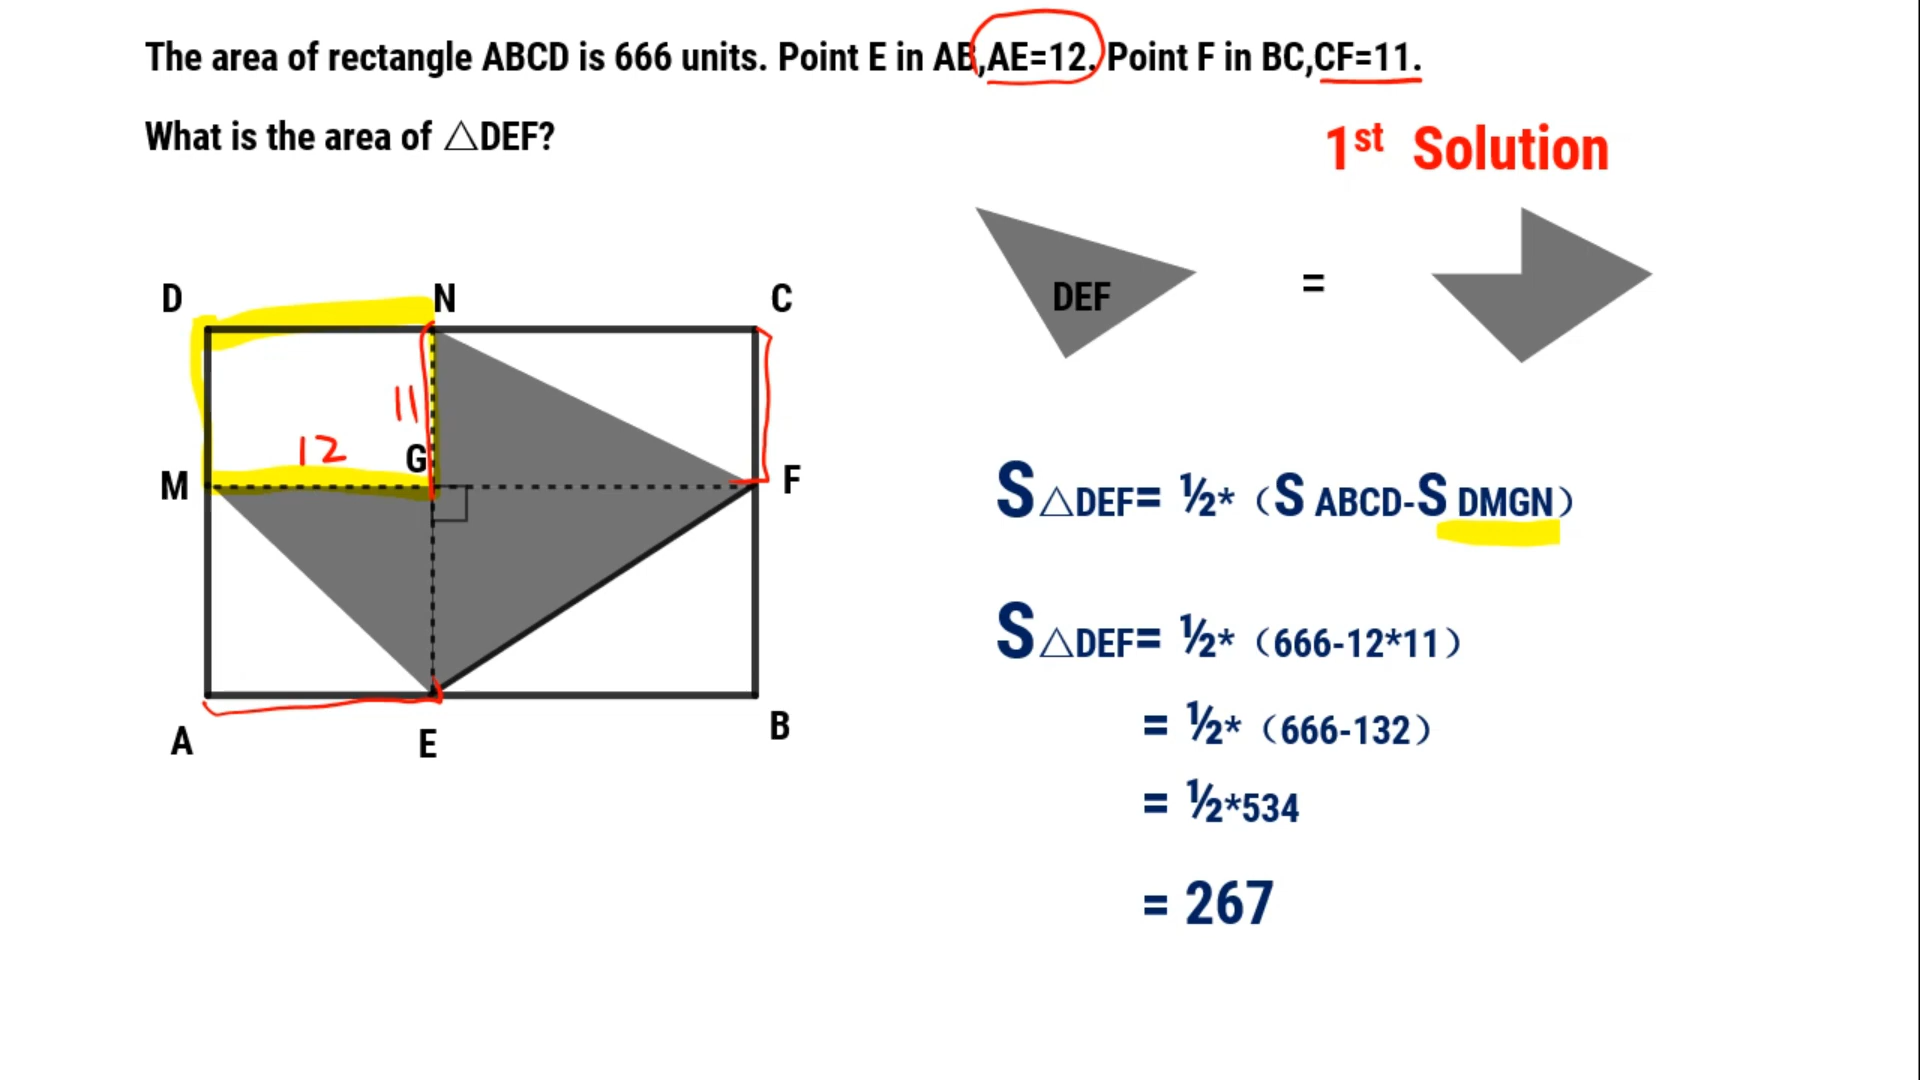 The area of rectangle ABCD is 666 units. Point E in AB,AE=12. Point F in BC,CF=11.
What is the area of △DEF?
1st Solution
DEF
=
D
N
C
11
12
G
M
F
A
E
B
S△DEF= ½*（S ABCD-S DMGN）
S△DEF= ½*（666-12*11）
= ½*（666-132）
= ½*534
= 267